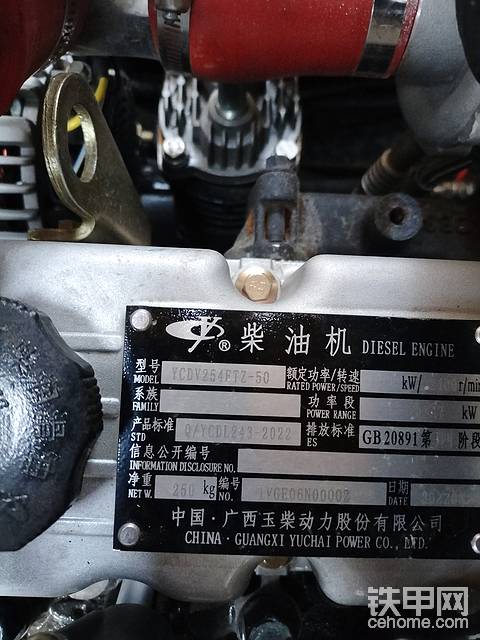 ® 柴油机 DIESEL ENGINE
型号 MODEL YCDV254FTZ-50 额定功率/转速 RATED POWER/SPEED kW/ r/min
系族 FAMILY 功率段 POWER RANGE kW
产品标准 STD Q/YCDL243-2022 排放标准 ES GB 20891第 阶段
信息公开编号 INFORMATION DISCLOSURE NO.
净重 NET W. 250 kg 编号 NO. 日期 DATE
中国·广西玉柴动力股份有限公司
CHINA · GUANGXI YUCHAI POWER CO., LTD.
铁甲网
cehome.com